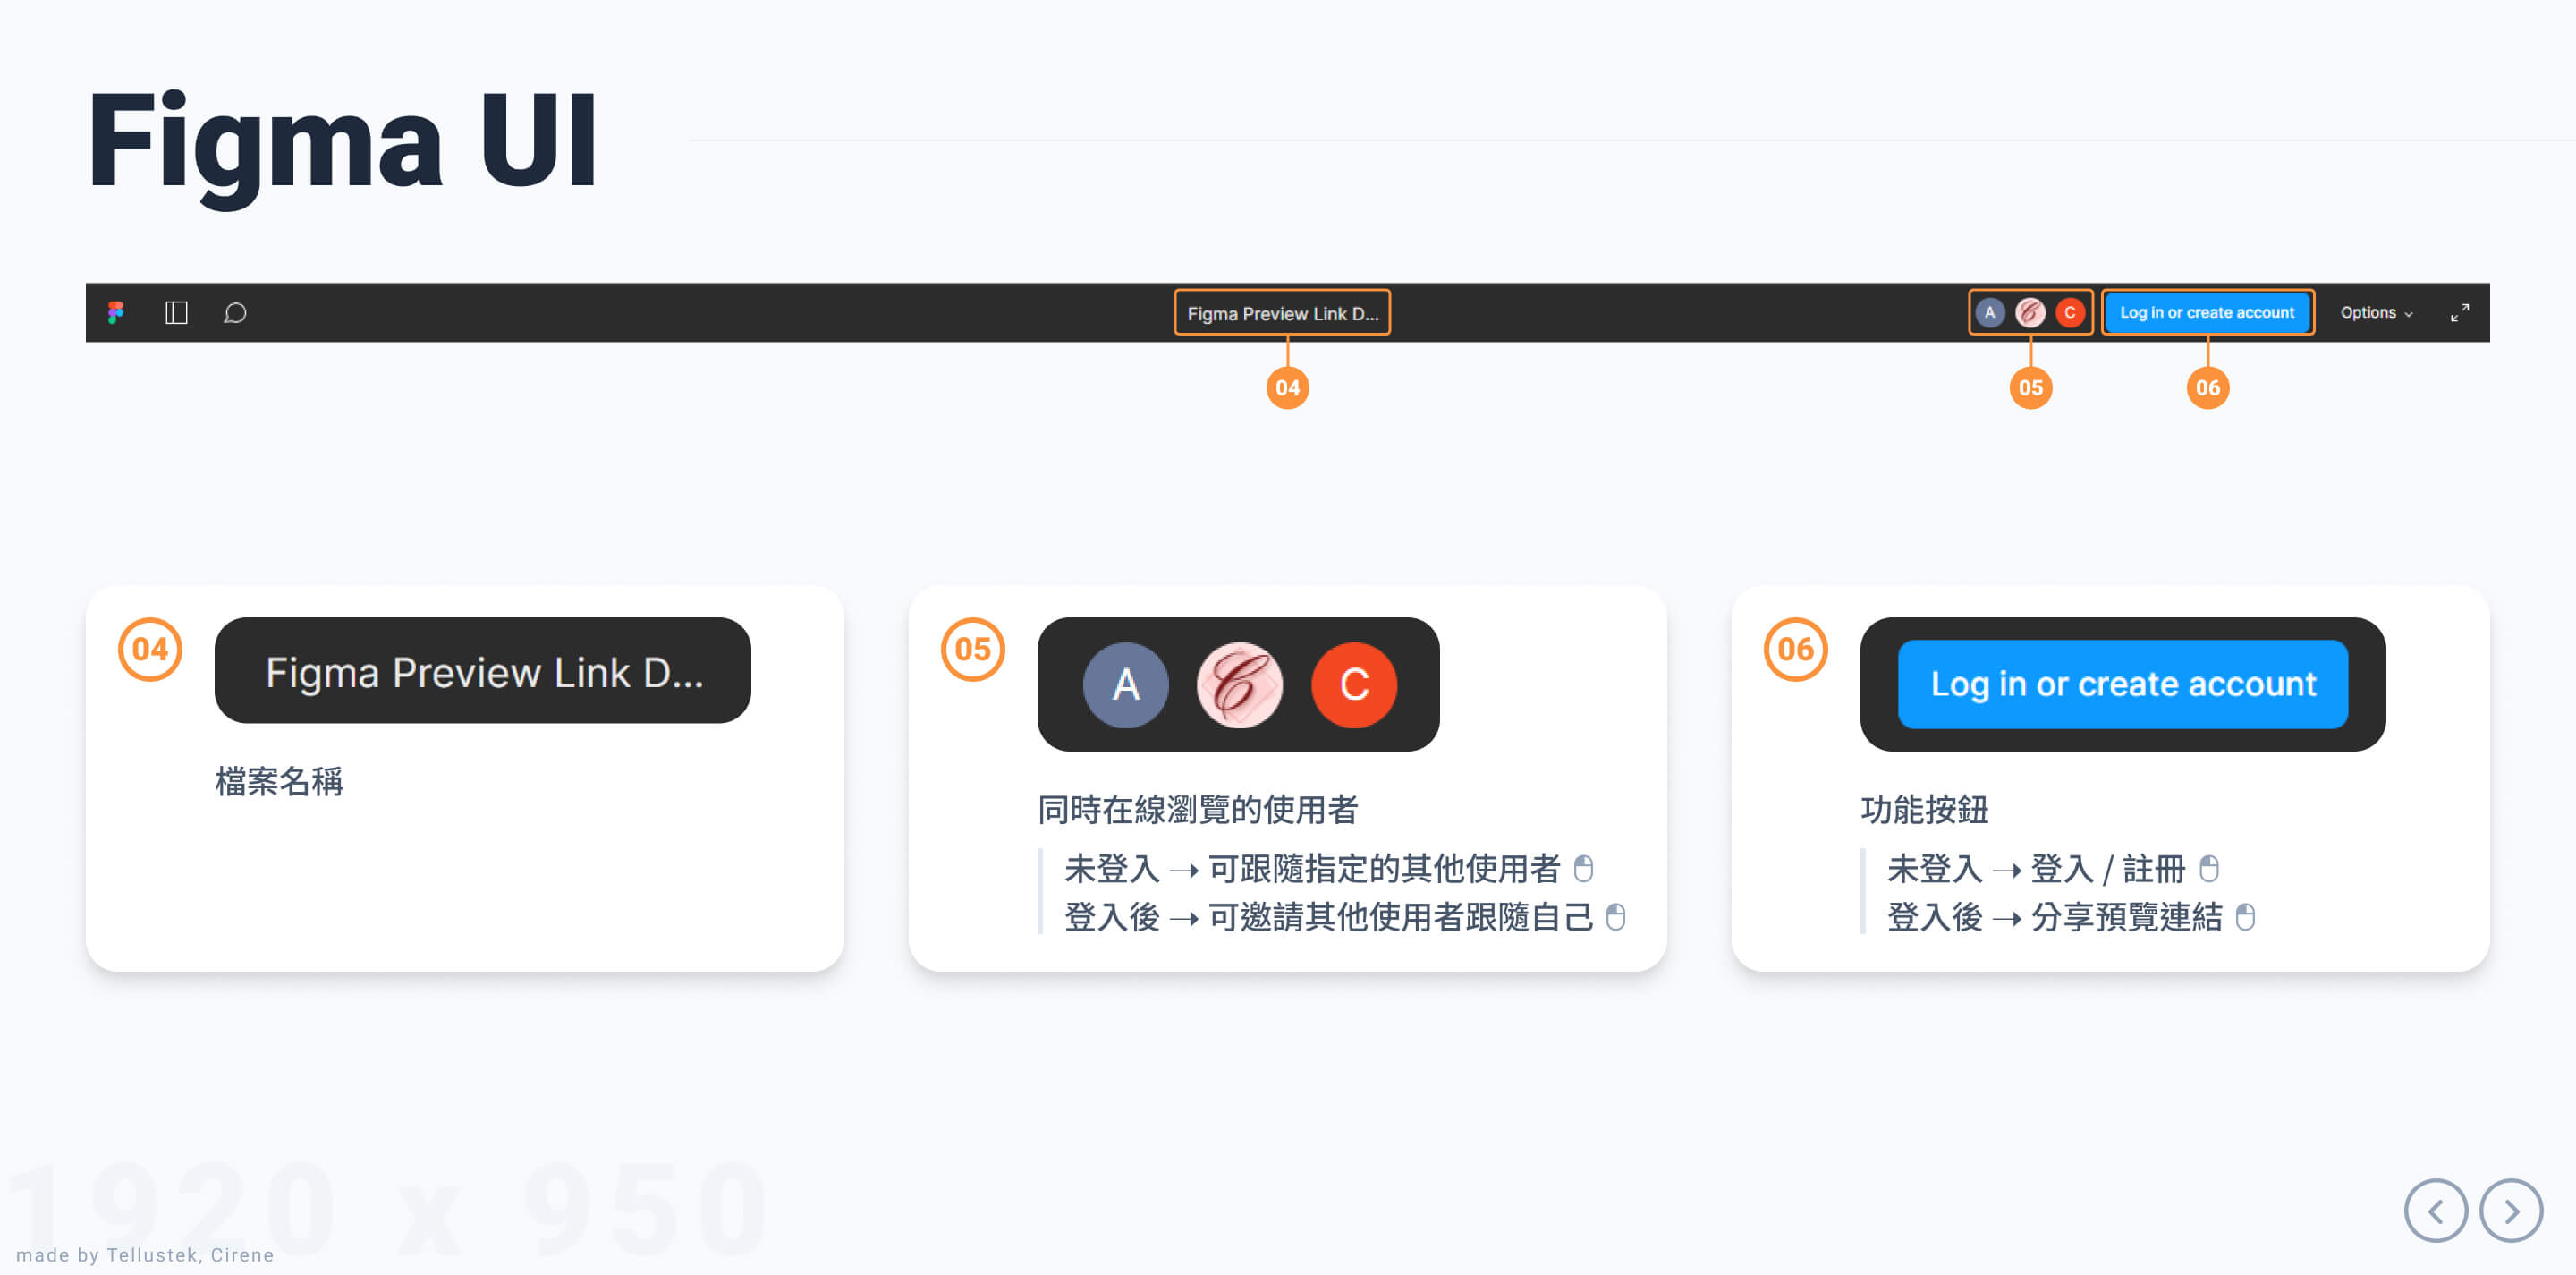 Figma UI
Figma Preview Link D...
A
C
C
Log in or create account
Options
04
05
06
04
Figma Preview Link D...
檔案名稱
05
A
C
C
同時在線瀏覽的使用者
未登入 → 可跟隨指定的其他使用者
登入後 → 可邀請其他使用者跟隨自己
06
Log in or create account
功能按鈕
未登入 → 登入 / 註冊
登入後 → 分享預覽連結
1920 x 950
made by Tellustek, Cirene